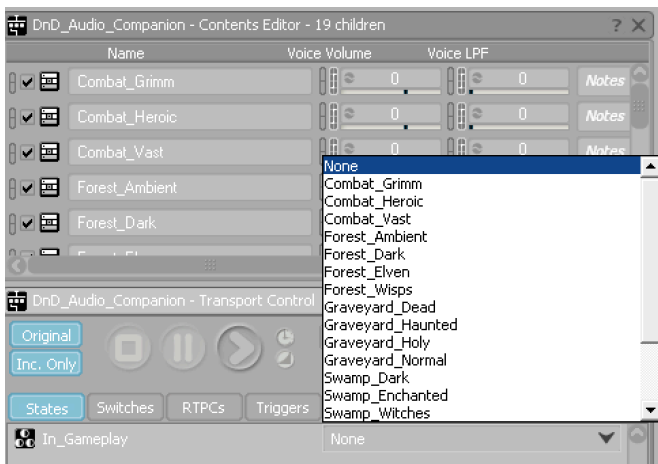 DnD_Audio_Companion - Contents Editor - 19 children
Name Voice Volume Voice LPF
Combat_Grimm 0 0 Notes
Combat_Heroic 0 0 Notes
Combat_Vast 0 0 Notes
Forest_Ambient
Forest_Dark
None
Combat_Grimm
Combat_Heroic
Combat_Vast
Forest_Ambient
Forest_Dark
Forest_Elven
Forest_Wisps
Graveyard_Dead
Graveyard_Haunted
Graveyard_Holy
Graveyard_Normal
Swamp_Dark
Swamp_Enchanted
Swamp_Witches
DnD_Audio_Companion - Transport Control
Original
Inc. Only
States Switches RTPCs Triggers
In_Gameplay None